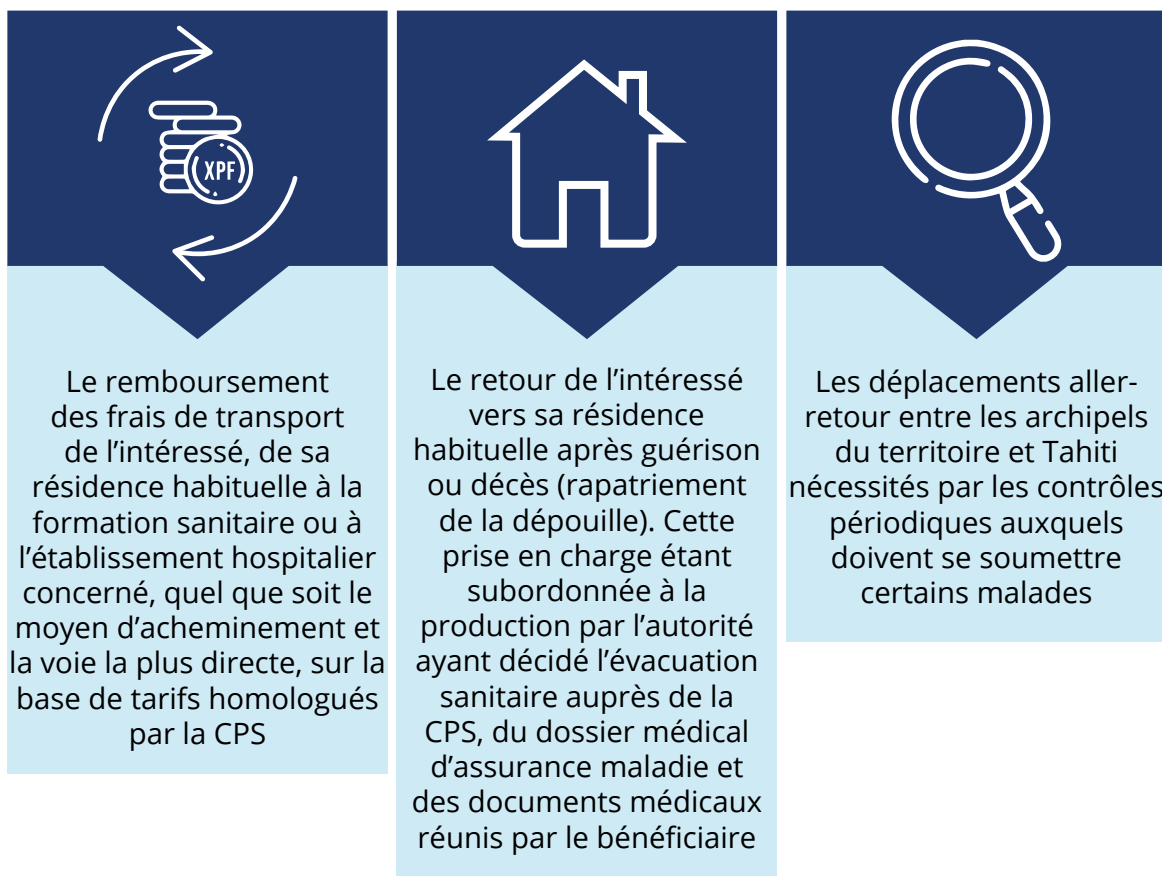 XPF
Le remboursement
des frais de transport
de l’intéressé, de sa
résidence habituelle à la
formation sanitaire ou à
l’établissement hospitalier
concerné, quel que soit le
moyen d’acheminement et
la voie la plus directe, sur la
base de tarifs homologués
par la CPS
Le retour de l’intéressé
vers sa résidence
habituelle après guérison
ou décès (rapatriement
de la dépouille). Cette
prise en charge étant
subordonnée à la
production par l’autorité
ayant décidé l’évacuation
sanitaire auprès de la
CPS, du dossier médical
d’assurance maladie et
des documents médicaux
réunis par le bénéficiaire
Les déplacements aller-
retour entre les archipels
du territoire et Tahiti
nécessités par les contrôles
périodiques auxquels
doivent se soumettre
certains malades